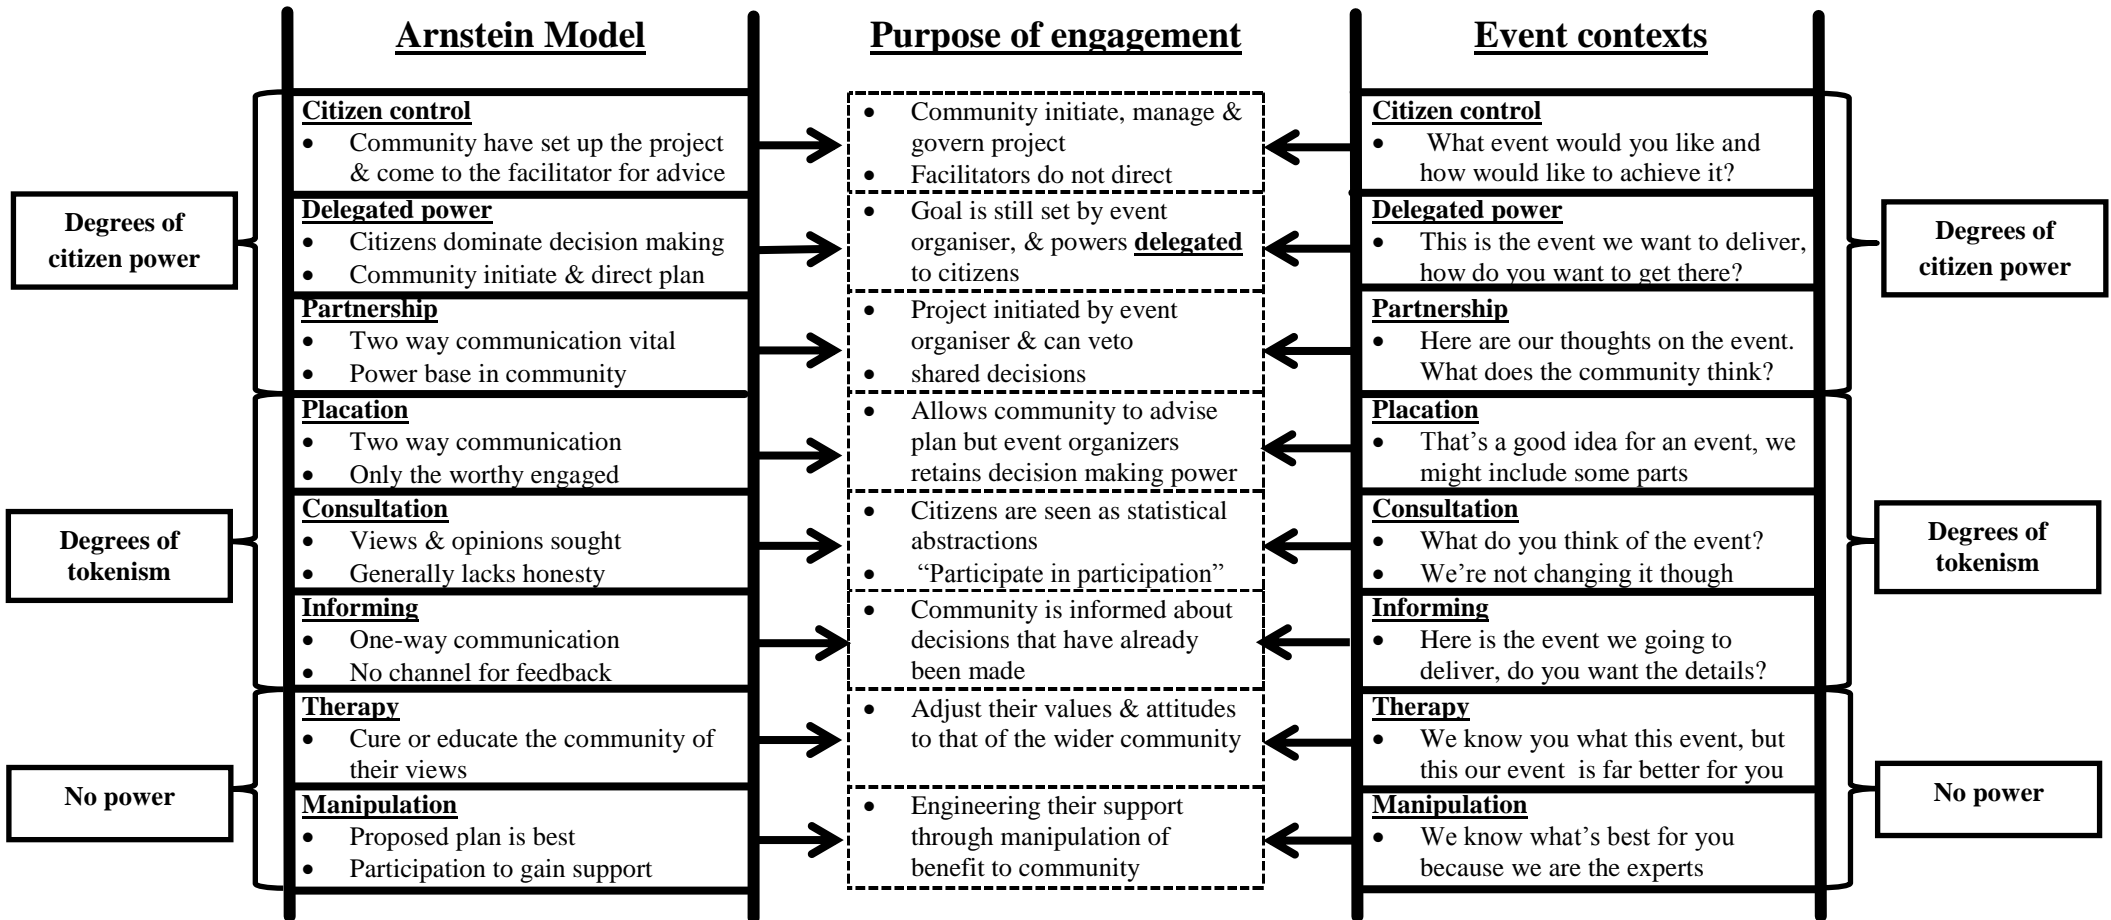 Arnstein Model
Purpose of engagement
Event contexts
Degrees of
citizen power
Degrees of
tokenism
No power
Citizen control
• Community have set up the project
& come to the facilitator for advice
Delegated power
• Citizens dominate decision making
• Community initiate & direct plan
Partnership
• Two way communication vital
• Power base in community
Placation
• Two way communication
• Only the worthy engaged
Consultation
• Views & opinions sought
• Generally lacks honesty
Informing
• One-way communication
• No channel for feedback
Therapy
• Cure or educate the community of
their views
Manipulation
• Proposed plan is best
• Participation to gain support
• Community initiate, manage &
govern project
• Facilitators do not direct
• Goal is still set by event
organiser, & powers delegated
to citizens
• Project initiated by event
organiser & can veto
• shared decisions
• Allows community to advise
plan but event organizers
retains decision making power
• Citizens are seen as statistical
abstractions
• “Participate in participation”
• Community is informed about
decisions that have already
been made
• Adjust their values & attitudes
to that of the wider community
• Engineering their support
through manipulation of
benefit to community
Citizen control
• What event would you like and
how would like to achieve it?
Delegated power
• This is the event we want to deliver,
how do you want to get there?
Partnership
• Here are our thoughts on the event.
What does the community think?
Placation
• That’s a good idea for an event, we
might include some parts
Consultation
• What do you think of the event?
• We’re not changing it though
Informing
• Here is the event we going to
deliver, do you want the details?
Therapy
• We know you what this event, but
this our event is far better for you
Manipulation
• We know what’s best for you
because we are the experts
Degrees of
citizen power
Degrees of
tokenism
No power